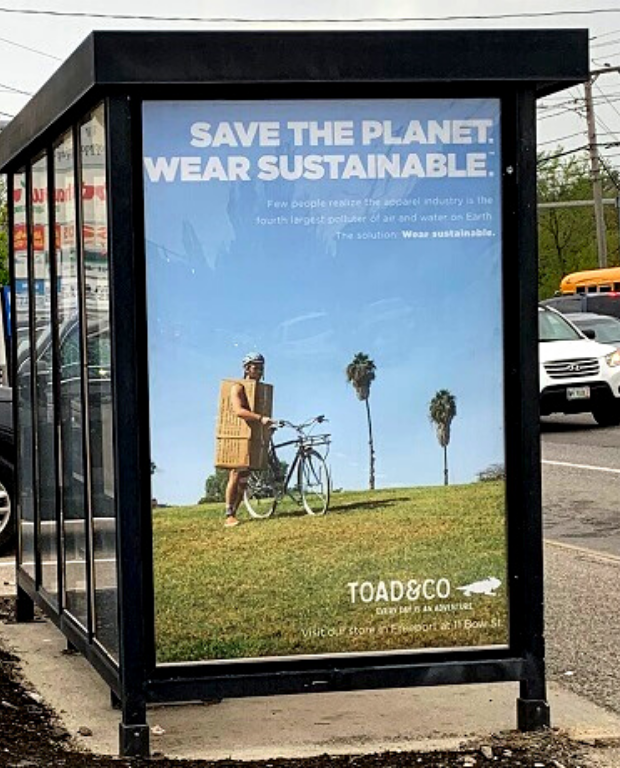 SAVE THE PLANET.
WEAR SUSTAINABLE.™
Few people realize the apparel industry is the
fourth largest polluter of air and water on Earth
The solution: Wear sustainable.
TOAD&CO
EVERY DAY IS AN ADVENTURE.
Visit our store in Freeport at 11 Bow St.